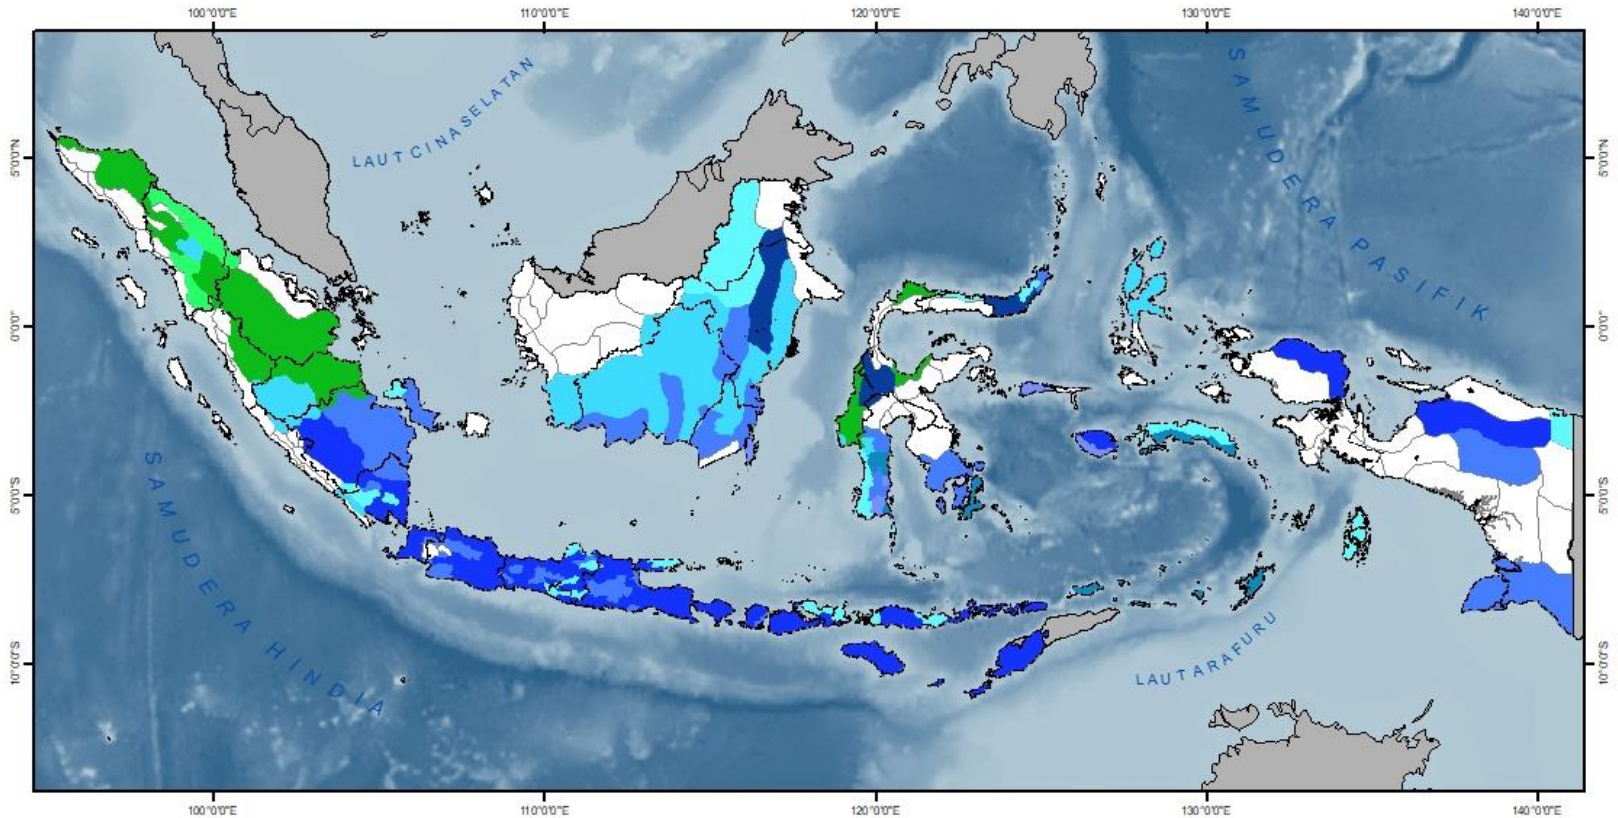 100°0'0"E 110°0'0"E 120°0'0"E 130°0'0"E 140°0'0"E
5°0'0"N 5°0'0"N
LAUT CINA SELATAN
SAMUDERA PASIFIK
0°0'0" 0°0'0"
5°0'0"S 5°0'0"S
SAMUDERA HINDIA
LAUT ARAFURU
10°0'0"S 10°0'0"S
100°0'0"E 110°0'0"E 120°0'0"E 130°0'0"E 140°0'0"E